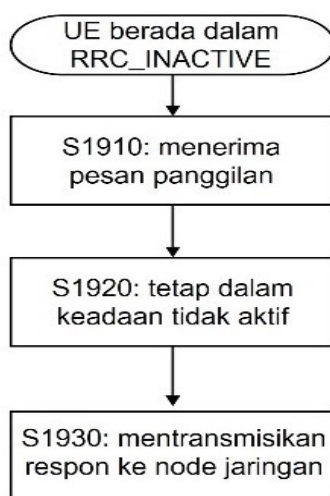 UE berada dalam
RRC_INACTIVE
S1910: menerima
pesan panggilan
S1920: tetap dalam
keadaan tidak aktif
S1930: mentransmisikan
respon ke node jaringan